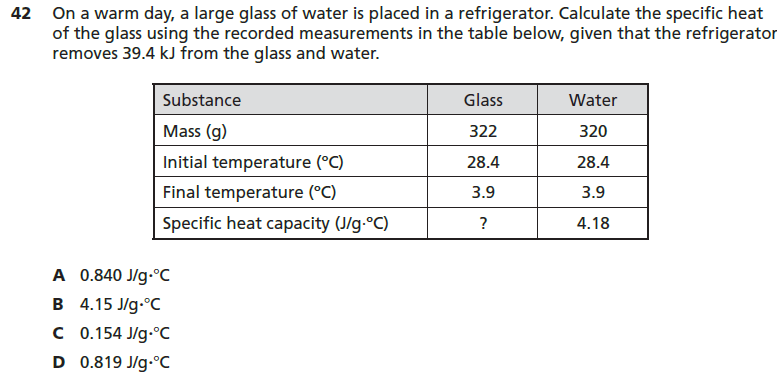 42 On a warm day, a large glass of water is placed in a refrigerator. Calculate the specific heat
of the glass using the recorded measurements in the table below, given that the refrigerator
removes 39.4 kJ from the glass and water.
Substance Glass Water
Mass (g) 322 320
Initial temperature (°C) 28.4 28.4
Final temperature (°C) 3.9 3.9
Specific heat capacity (J/g·°C) ? 4.18
A 0.840 J/g·°C
B 4.15 J/g·°C
C 0.154 J/g·°C
D 0.819 J/g·°C